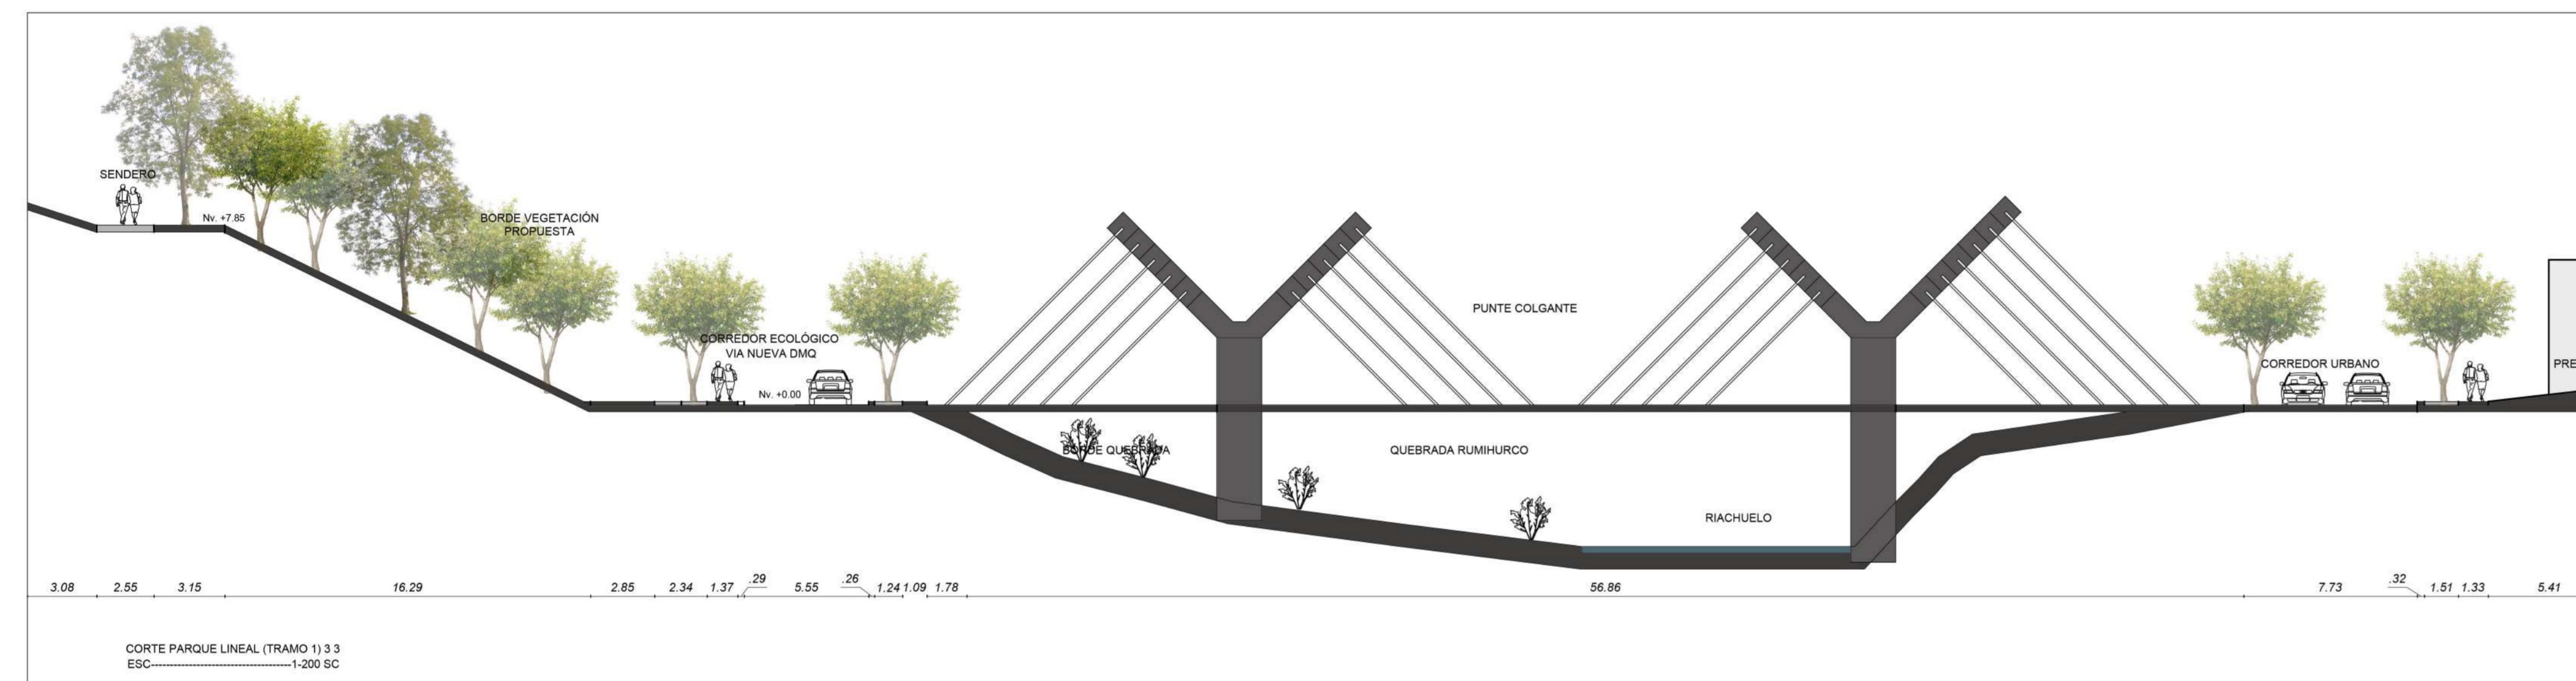 SENDERO
Nv. +7.85
BORDE VEGETACIÓN
PROPUESTA
CORREDOR ECOLÓGICO
VIA NUEVA DMQ
Nv. +0.00
PUNTE COLGANTE
CORREDOR URBANO
PRE
BORDE QUEBRADA
QUEBRADA RUMIHURCO
RIACHUELO
3.08 2.55 3.15 16.29 2.85 2.34 1.37 .29 5.55 .26 1.24 1.09 1.78 56.86 7.73 .32 1.51 1.33 5.41
CORTE PARQUE LINEAL (TRAMO 1) 3 3
ESC-------------------------------------1-200 SC